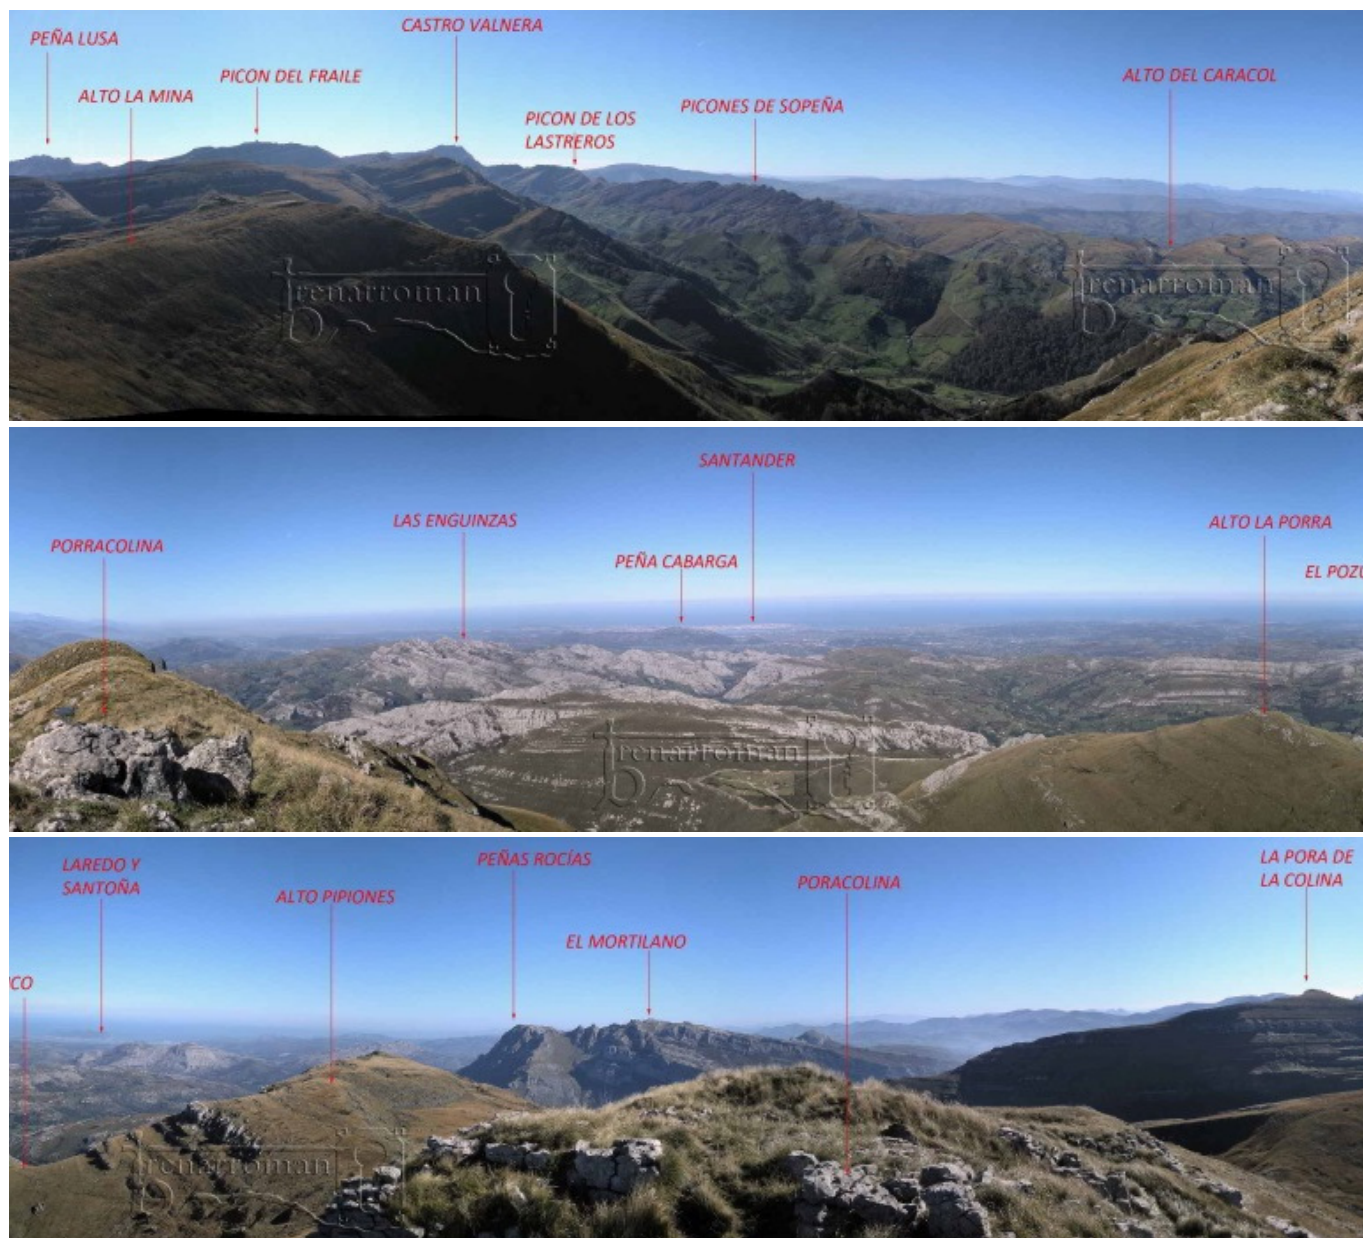 CASTRO VALNERA
PEÑA LUSA
PICON DEL FRAILE
ALTO DEL CARACOL
ALTO LA MINA
PICONES DE SOPEÑA
PICON DE LOS
LASTREROS
renarroman
renarroman
SANTANDER
LAS ENGUINZAS
ALTO LA PORRA
PORRACOLINA
PEÑA CABARGA
EL POZU
renarroman
LAREDO Y
SANTOÑA
PEÑAS ROCÍAS
LA PORA DE
LA COLINA
ALTO PIPIONES
PORACOLINA
EL MORTILANO
CO
renarroman